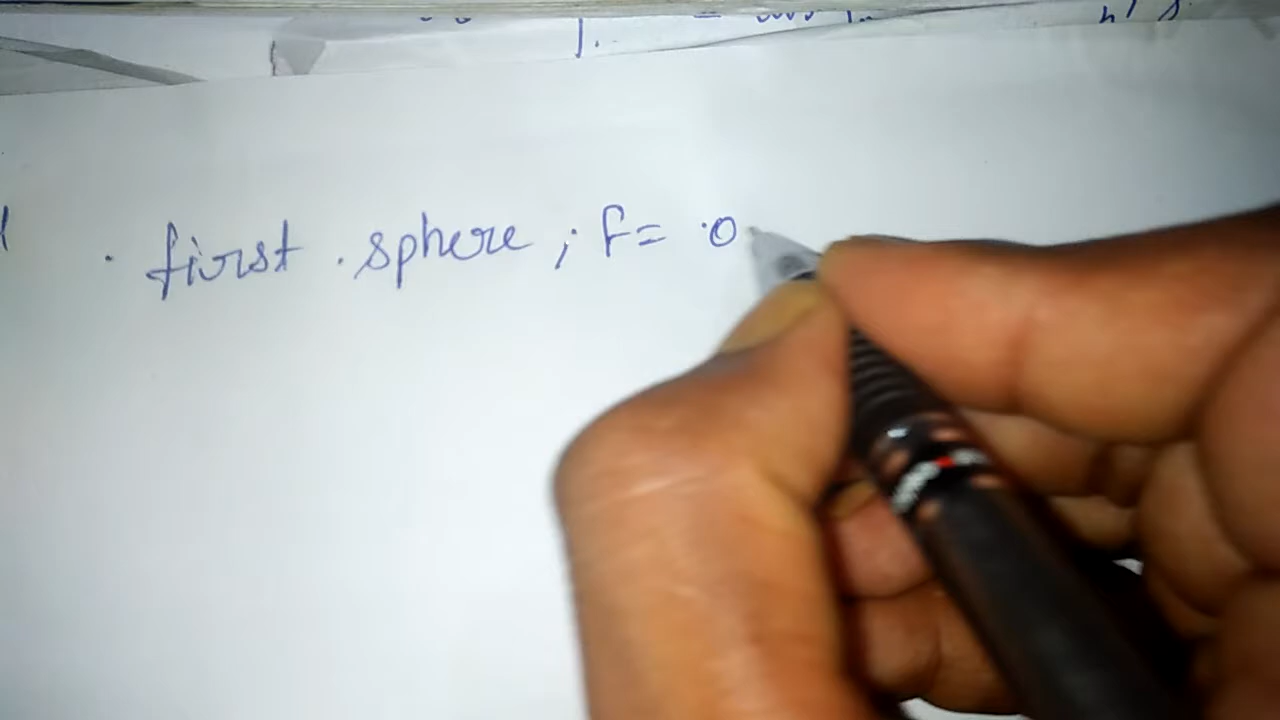 first sphere ; r = 0